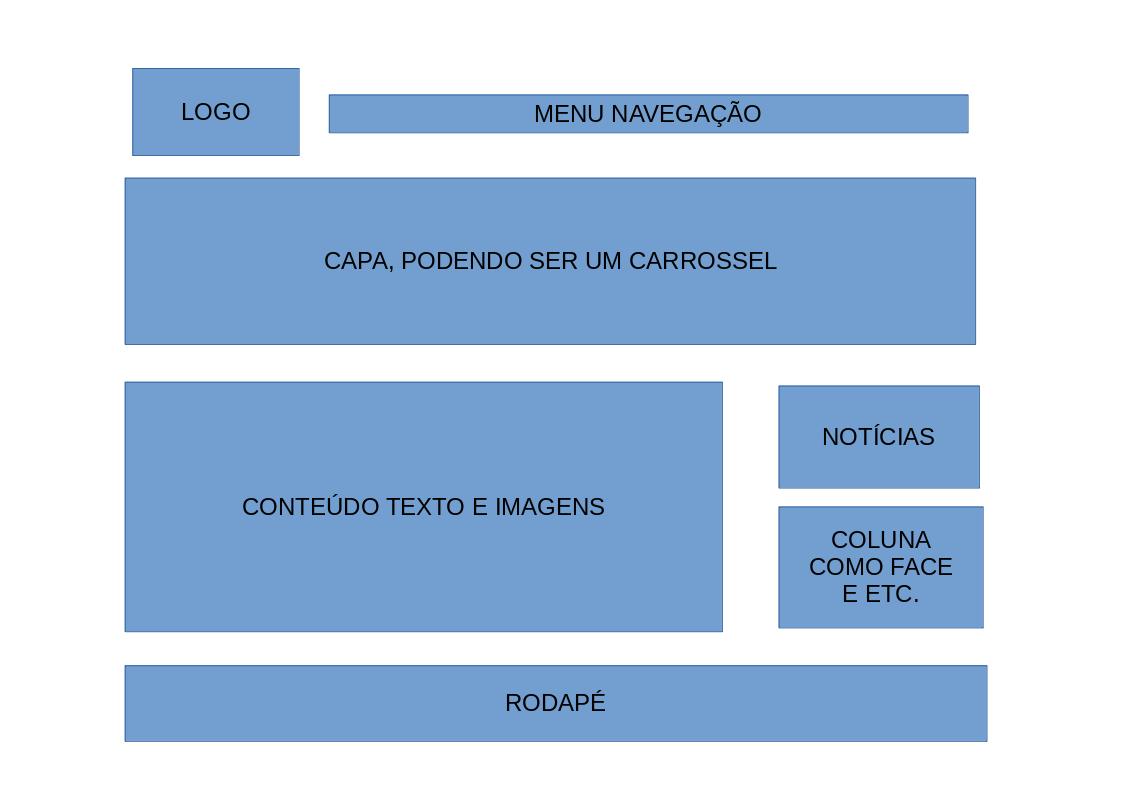 LOGO
MENU NAVEGAÇÃO
CAPA, PODENDO SER UM CARROSSEL
CONTEÚDO TEXTO E IMAGENS
NOTÍCIAS
COLUNA
COMO FACE
E ETC.
RODAPÉ